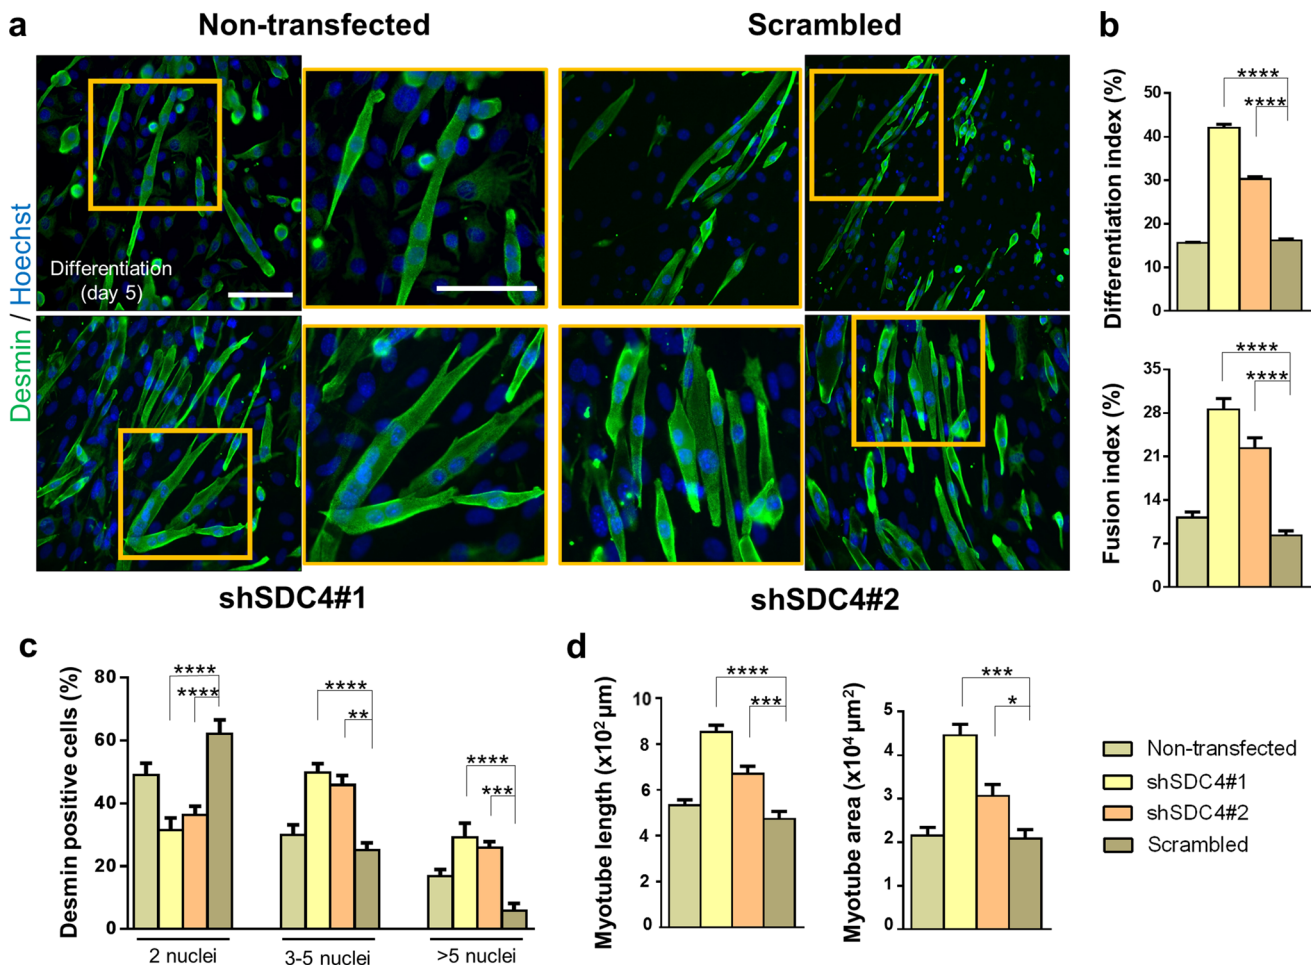 a
Non-transfected
Scrambled
Desmin / Hoechst
Differentiation
(day 5)
shSDC4#1
shSDC4#2
b
Differentiation index (%)
50
40
30
20
10
0
****
****
Fusion index (%)
35
28
21
14
7
0
****
****
c
Desmin positive cells (%)
80
60
40
20
0
****
****
****
**
****
***
2 nuclei
3-5 nuclei
>5 nuclei
d
Myotube length (x10² µm)
10
8
6
4
2
0
****
***
Myotube area (x10⁴ µm²)
5
4
3
2
1
0
***
*
Non-transfected
shSDC4#1
shSDC4#2
Scrambled